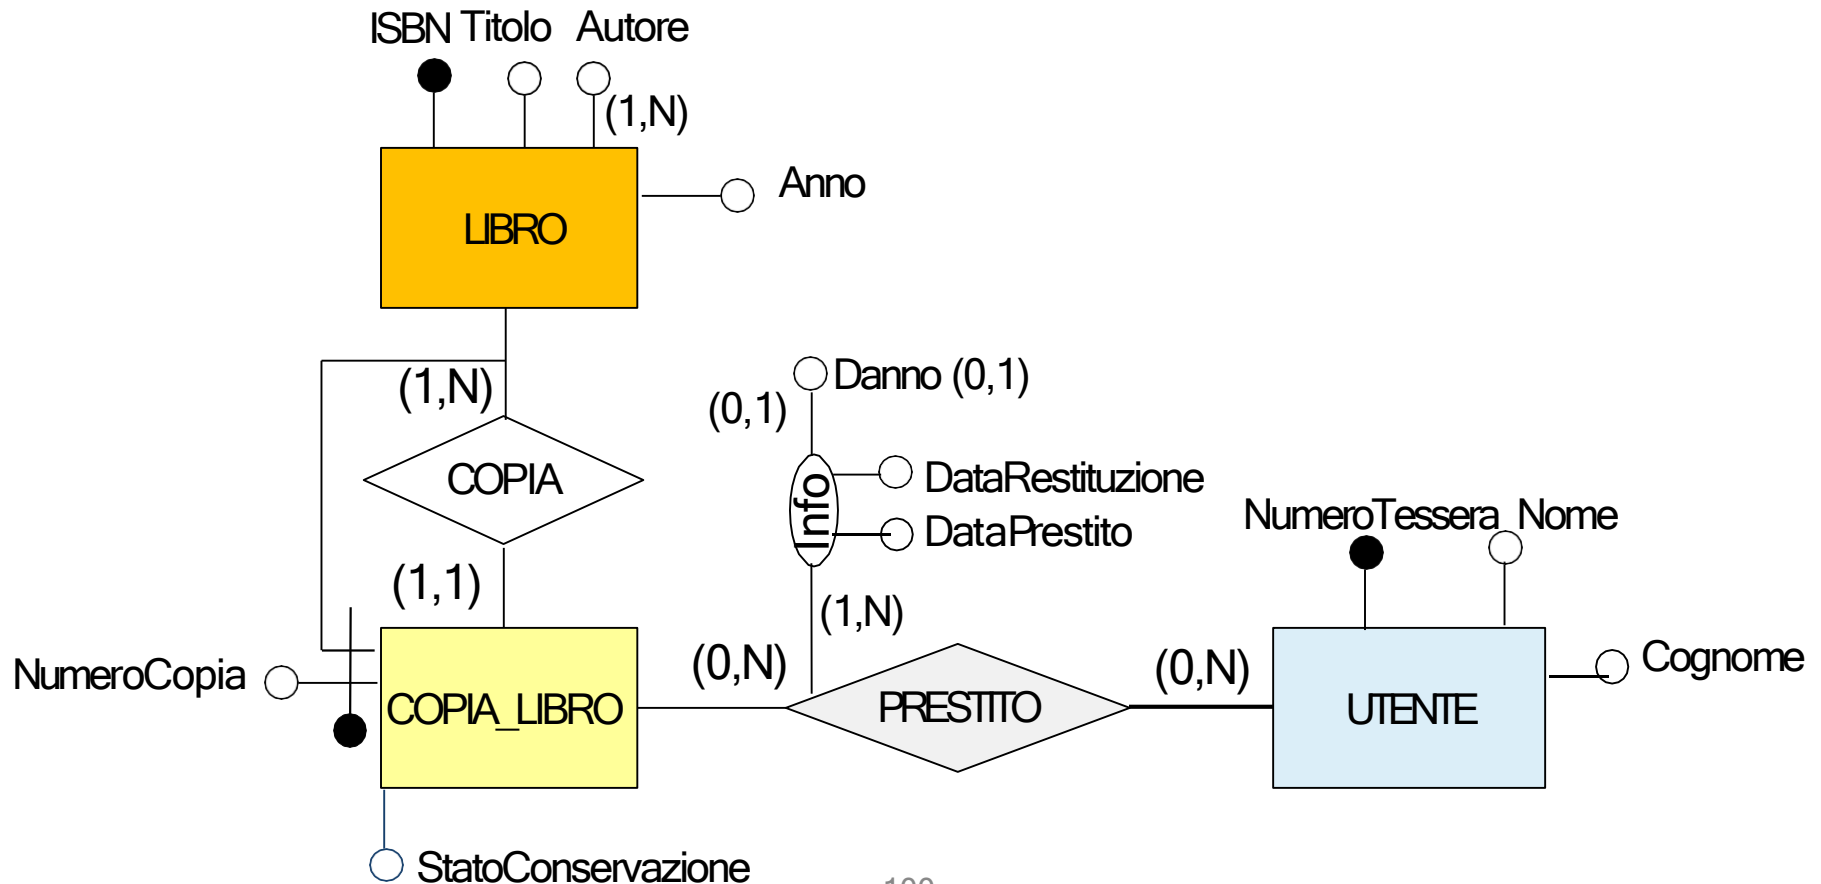 ISBN Titolo Autore
(1,N)
Anno
LIBRO
(1,N)
COPIA
(1,1)
Danno (0,1)
(0,1)
Info
DataRestituzione
DataPrestito
(1,N)
NumeroTessera Nome
Cognome
NumeroCopia
COPIA_LIBRO
(0,N)
PRESTITO
(0,N)
UTENTE
StatoConservazione